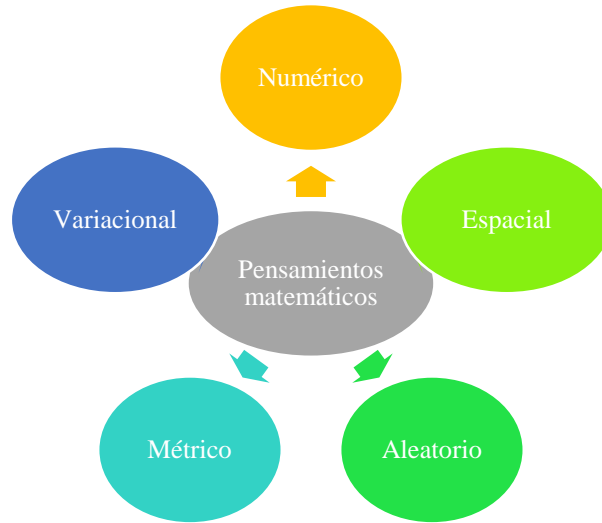 Numérico
Variacional
Espacial
Pensamientos
matemáticos
Métrico
Aleatorio